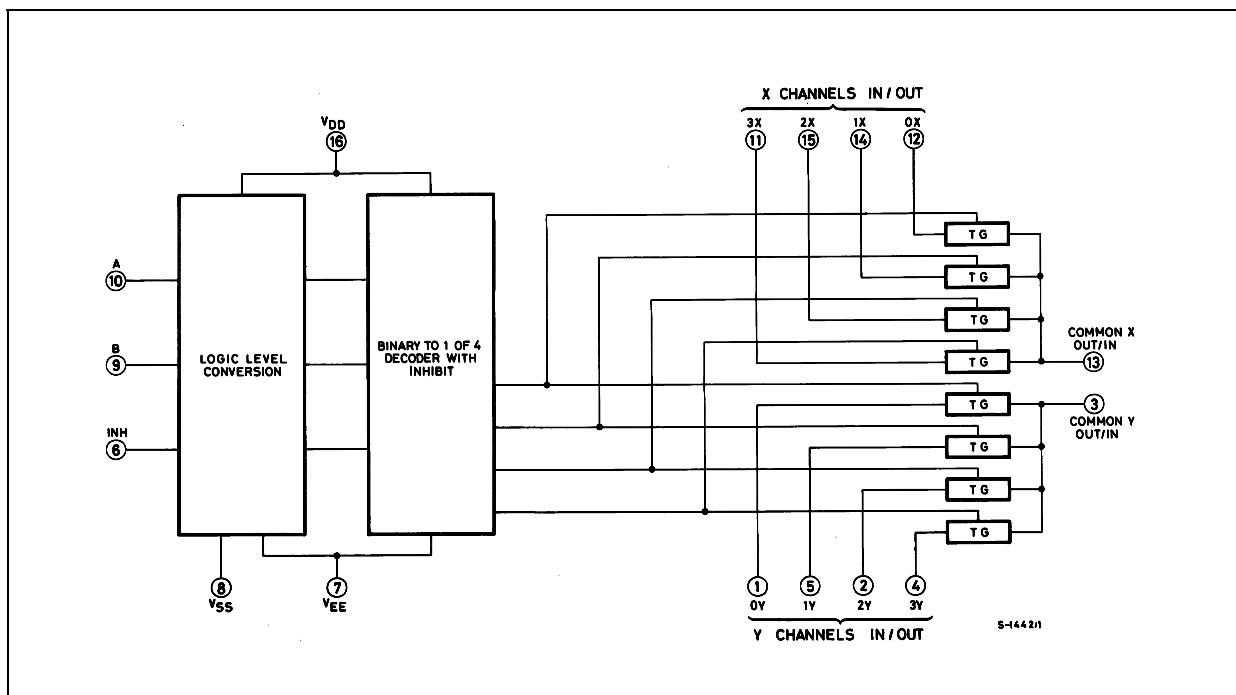 X CHANNELS IN/OUT
3X 2X 1X 0X
11 15 14 12
VDD
16
A
10
B
9
INH
6
LOGIC LEVEL
CONVERSION
BINARY TO 1 OF 4
DECODER WITH
INHIBIT
TG
TG
TG
TG
TG
TG
TG
TG
COMMON X
OUT/IN
13
3
COMMON Y
OUT/IN
8
VSS
7
VEE
1 5 2 4
0Y 1Y 2Y 3Y
Y CHANNELS IN/OUT
S-1442/1